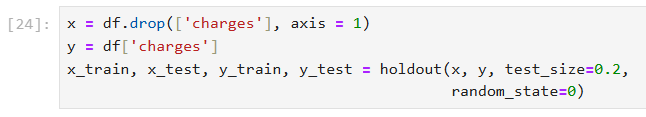 [24]: x = df.drop(['charges'], axis = 1)
y = df['charges']
x_train, x_test, y_train, y_test = holdout(x, y, test_size=0.2,
random_state=0)